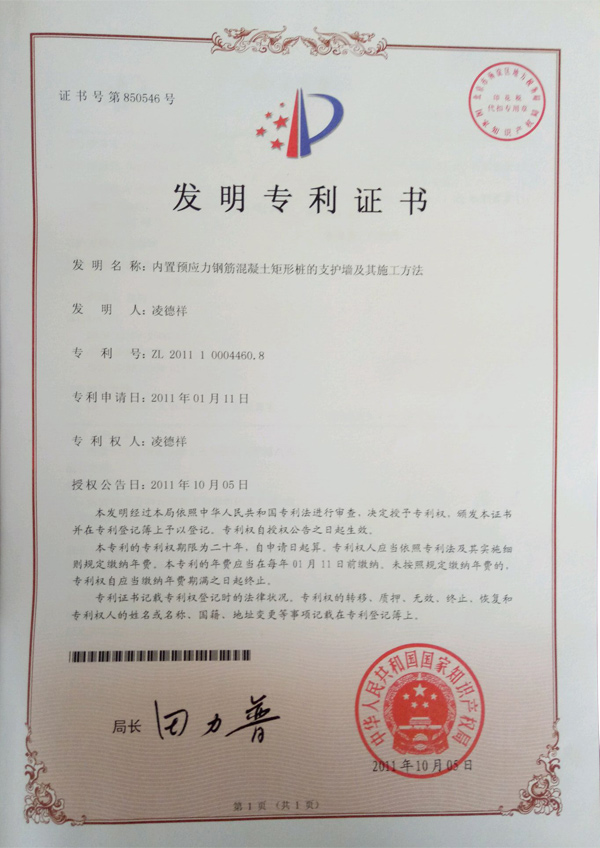 证书号第850546号
印花税
代扣专用章
发明专利证书
发明名称：内置预应力钢筋混凝土矩形桩的支护墙及其施工方法
发明人：凌德祥
专利号：ZL 2011 1 0004460.8
专利申请日：2011年01月11日
专利权人：凌德祥
授权公告日：2011年10月05日
本发明经过本局依照中华人民共和国专利法进行审查，决定授予专利权，颁发本证书
并在专利登记簿上予以登记。专利权自授权公告之日起生效。
本专利的专利权期限为二十年，自申请日起算。专利权人应当依照专利法及其实施细
则规定缴纳年费。本专利的年费应当在每年01月11日前缴纳。未按照规定缴纳年费的，
专利权自应当缴纳年费期满之日起终止。
专利证书记载专利权登记时的法律状况。专利权的转移、质押、无效、终止、恢复和
专利权人的姓名或名称、国籍、地址变更等事项记载在专利登记簿上。
局长 田力普
中华人民共和国国家知识产权局
2011年10月05日
第1页（共1页）